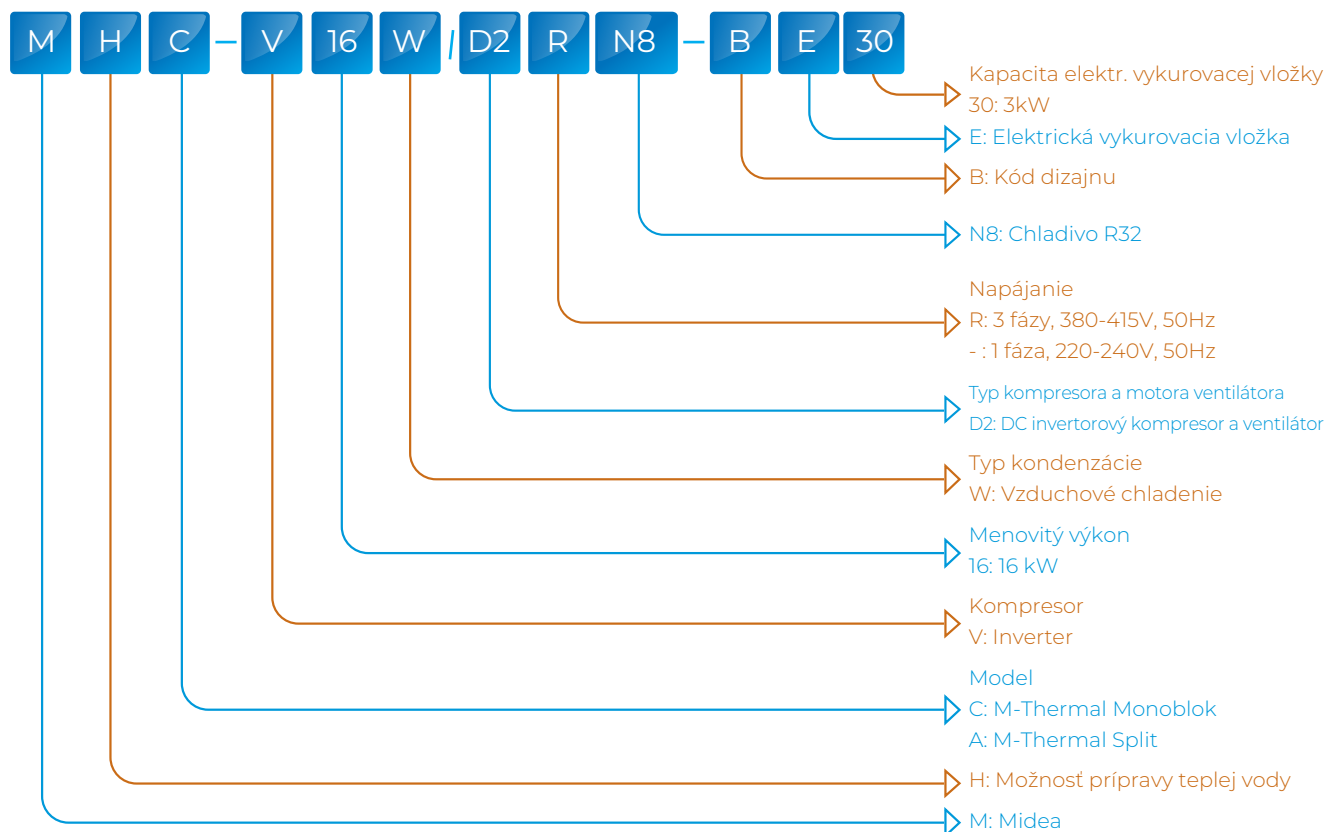 M H C – V 16 W / D2 R N8 – B E 30
Kapacita elektr. vykurovacej vložky
30: 3kW
E: Elektrická vykurovacia vložka
B: Kód dizajnu
N8: Chladivo R32
Napájanie
R: 3 fázy, 380-415V, 50Hz
- : 1 fáza, 220-240V, 50Hz
Typ kompresora a motora ventilátora
D2: DC invertorový kompresor a ventilátor
Typ kondenzácie
W: Vzduchové chladenie
Menovitý výkon
16: 16 kW
Kompresor
V: Inverter
Model
C: M-Thermal Monoblok
A: M-Thermal Split
H: Možnosť prípravy teplej vody
M: Midea